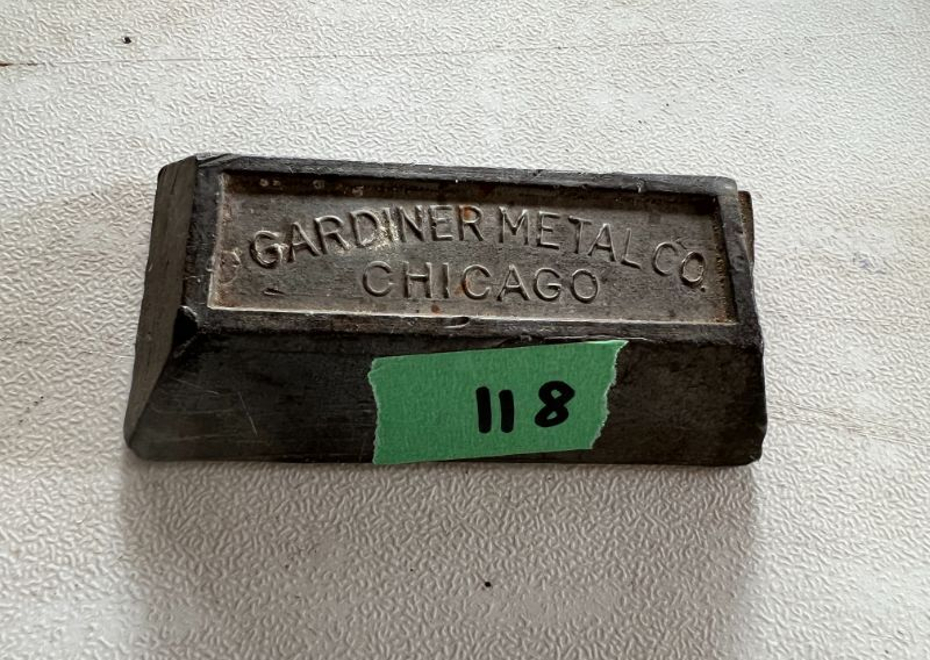 GARDINER METAL CO.
CHICAGO
118